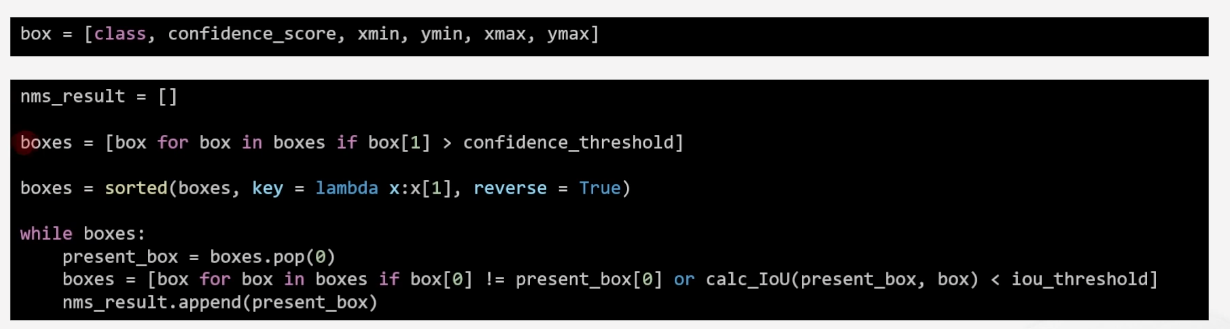 box = [class, confidence_score, xmin, ymin, xmax, ymax]
nms_result = []
boxes = [box for box in boxes if box[1] > confidence_threshold]
boxes = sorted(boxes, key = lambda x:x[1], reverse = True)
while boxes:
    present_box = boxes.pop(0)
    boxes = [box for box in boxes if box[0] != present_box[0] or calc_IoU(present_box, box) < iou_threshold]
    nms_result.append(present_box)